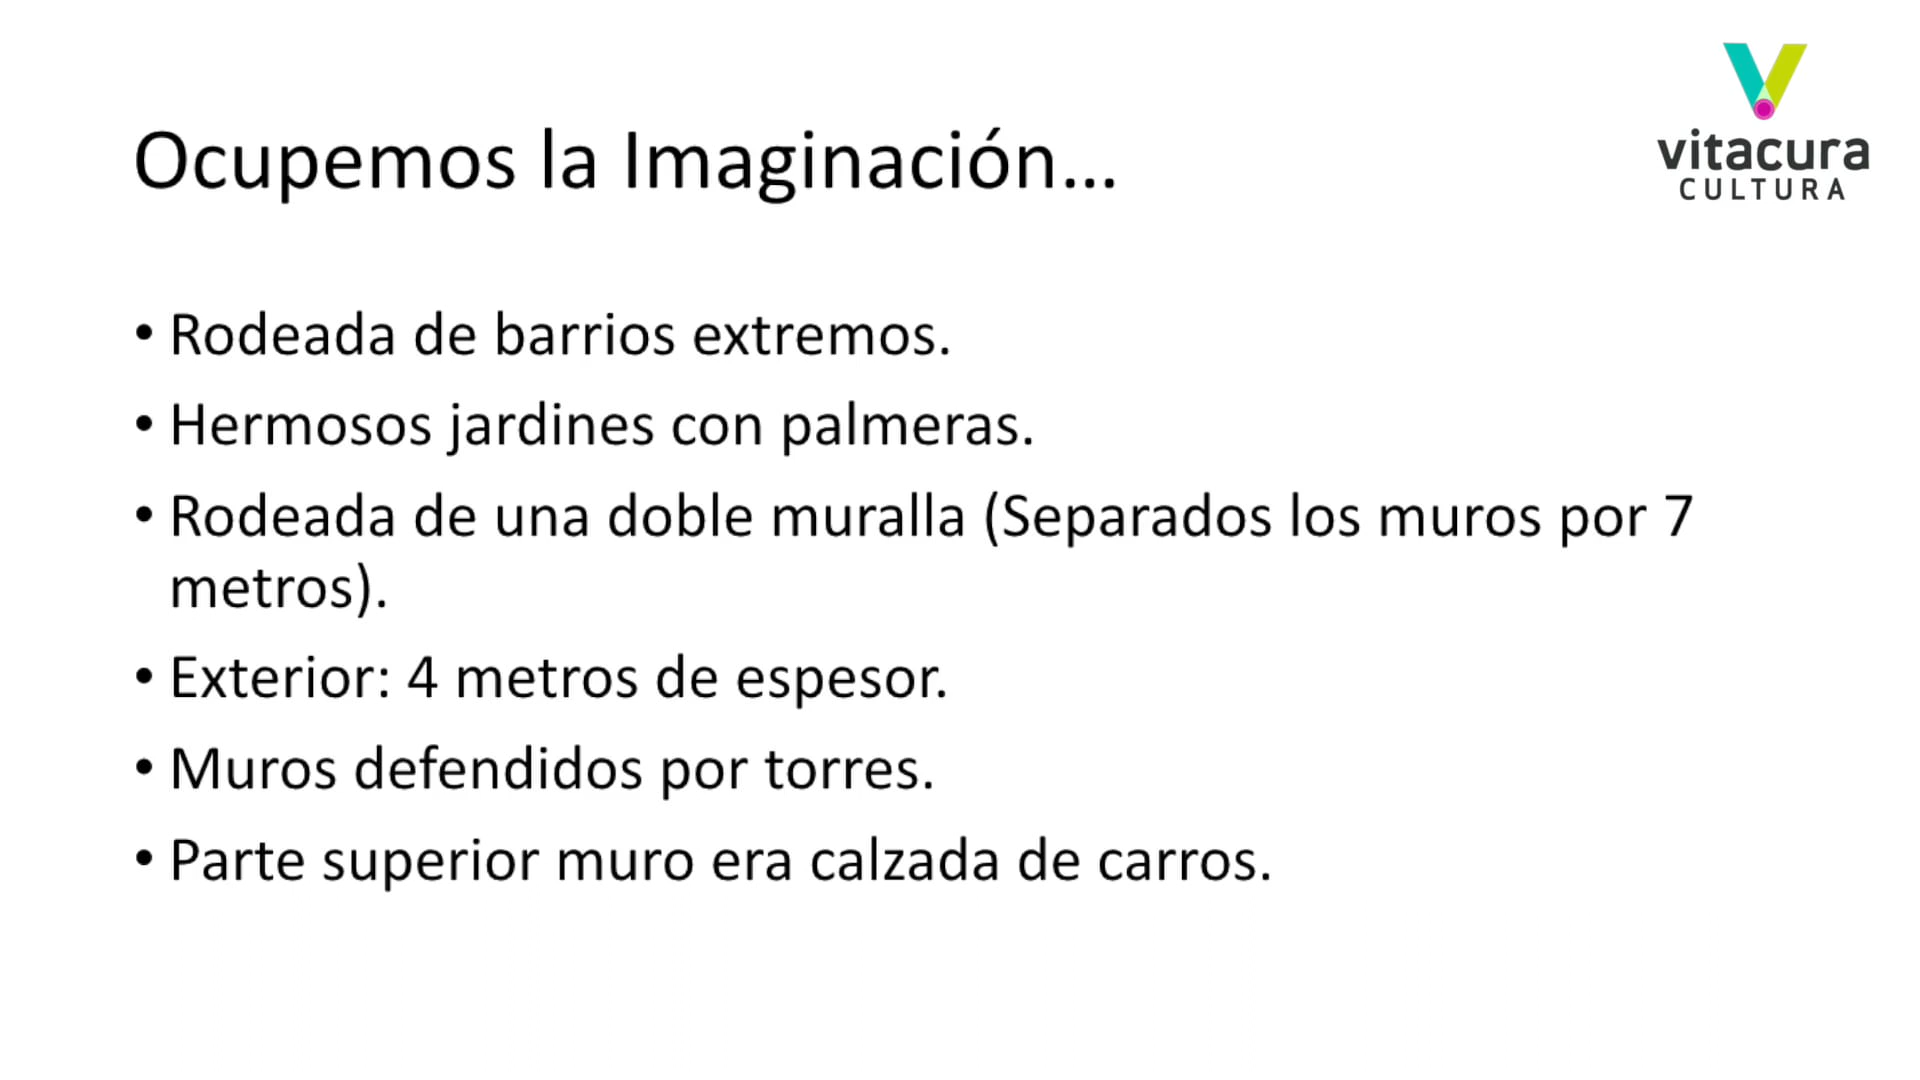 vitacura
CULTURA
Ocupemos la Imaginación...
• Rodeada de barrios extremos.
• Hermosos jardines con palmeras.
• Rodeada de una doble muralla (Separados los muros por 7
metros).
• Exterior: 4 metros de espesor.
• Muros defendidos por torres.
• Parte superior muro era calzada de carros.